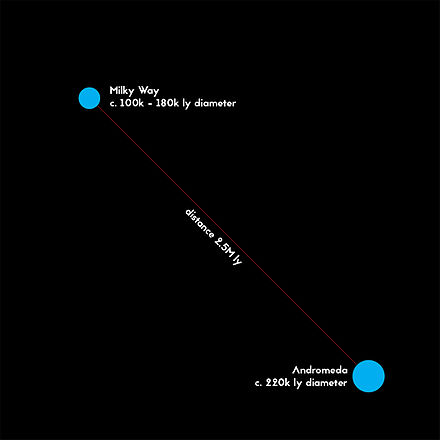 Milky Way
c. 100k - 180k ly diameter
distance 2.5M ly
Andromeda
c. 220k ly diameter